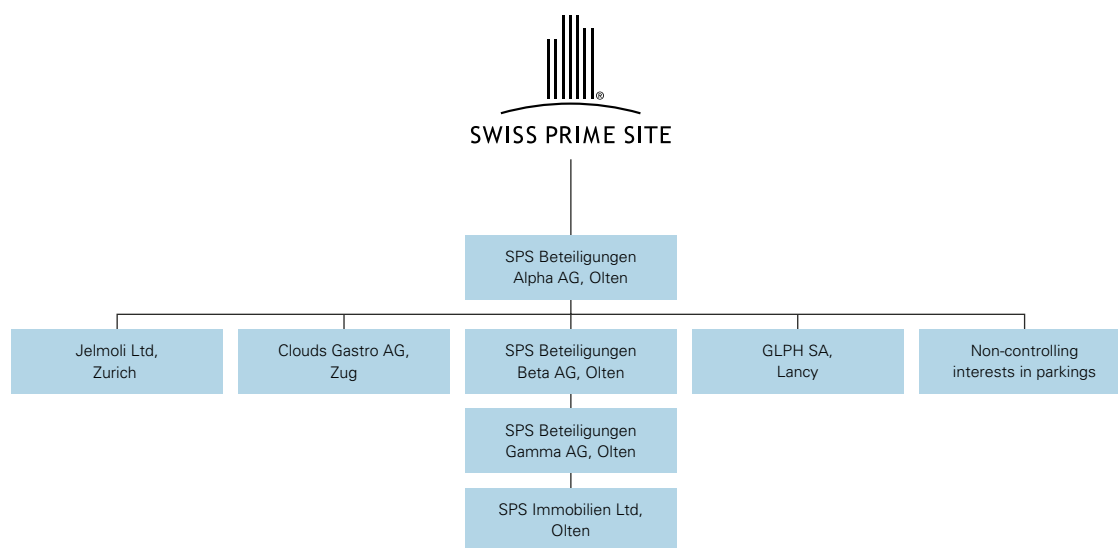 ®
SWISS PRIME SITE
SPS Beteiligungen
Alpha AG, Olten
Jelmoli Ltd,
Zurich
Clouds Gastro AG,
Zug
SPS Beteiligungen
Beta AG, Olten
GLPH SA,
Lancy
Non-controlling
interests in parkings
SPS Beteiligungen
Gamma AG, Olten
SPS Immobilien Ltd,
Olten